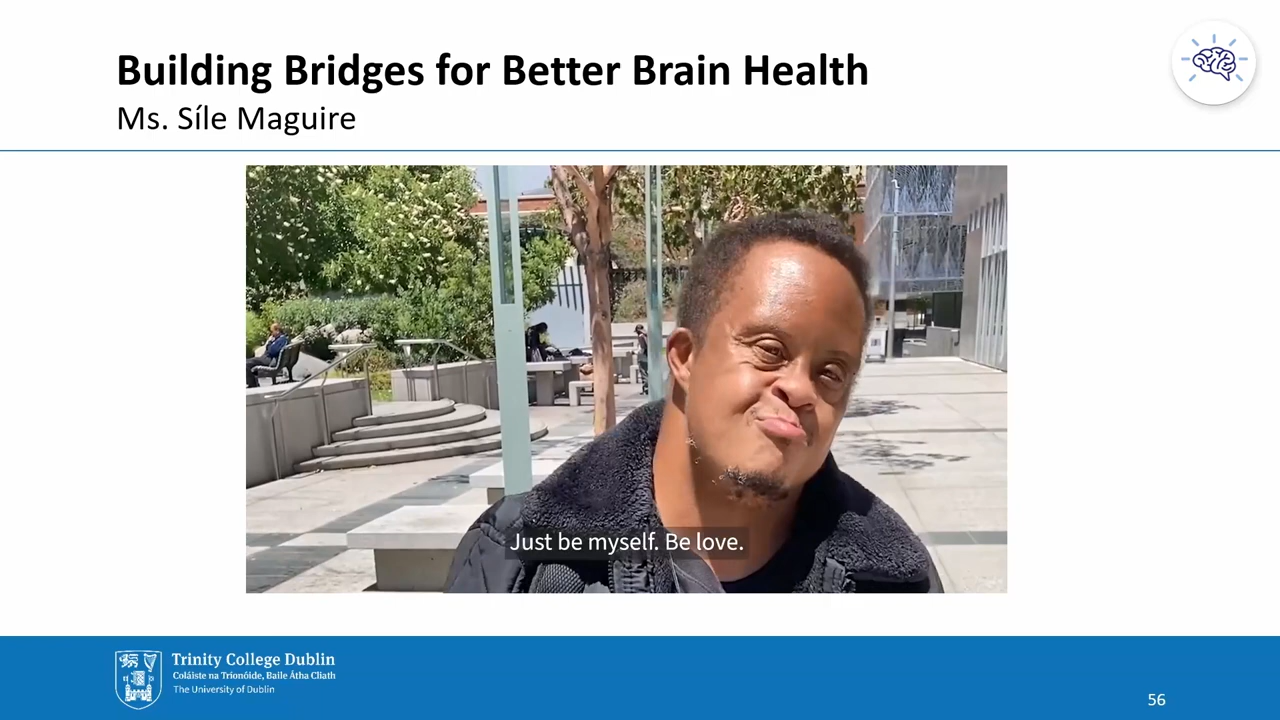 Building Bridges for Better Brain Health
Ms. Síle Maguire
Just be myself. Be love.
Trinity College Dublin
Coláiste na Tríonóide, Baile Átha Cliath
The University of Dublin
56